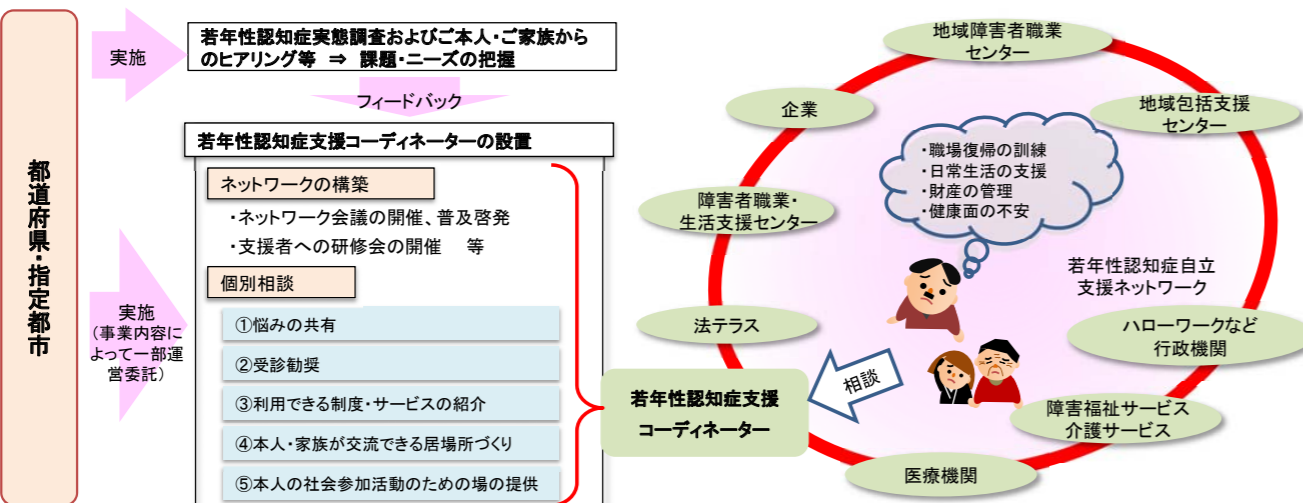 都道府県・指定都市
実施
若年性認知症実態調査およびご本人・ご家族から
のヒアリング等 ⇒ 課題・ニーズの把握
フィードバック
実施
(事業内容に
よって一部運
営委託)
若年性認知症支援コーディネーターの設置
ネットワークの構築
・ネットワーク会議の開催、普及啓発
・支援者への研修会の開催 等
個別相談
①悩みの共有
②受診勧奨
③利用できる制度・サービスの紹介
④本人・家族が交流できる居場所づくり
⑤本人の社会参加活動のための場の提供
若年性認知症支援
コーディネーター
相談
地域障害者職業
センター
企業
地域包括支援
センター
・職場復帰の訓練
・日常生活の支援
・財産の管理
・健康面の不安
障害者職業・
生活支援センター
若年性認知症自立
支援ネットワーク
法テラス
ハローワークなど
行政機関
障害福祉サービス
介護サービス
医療機関